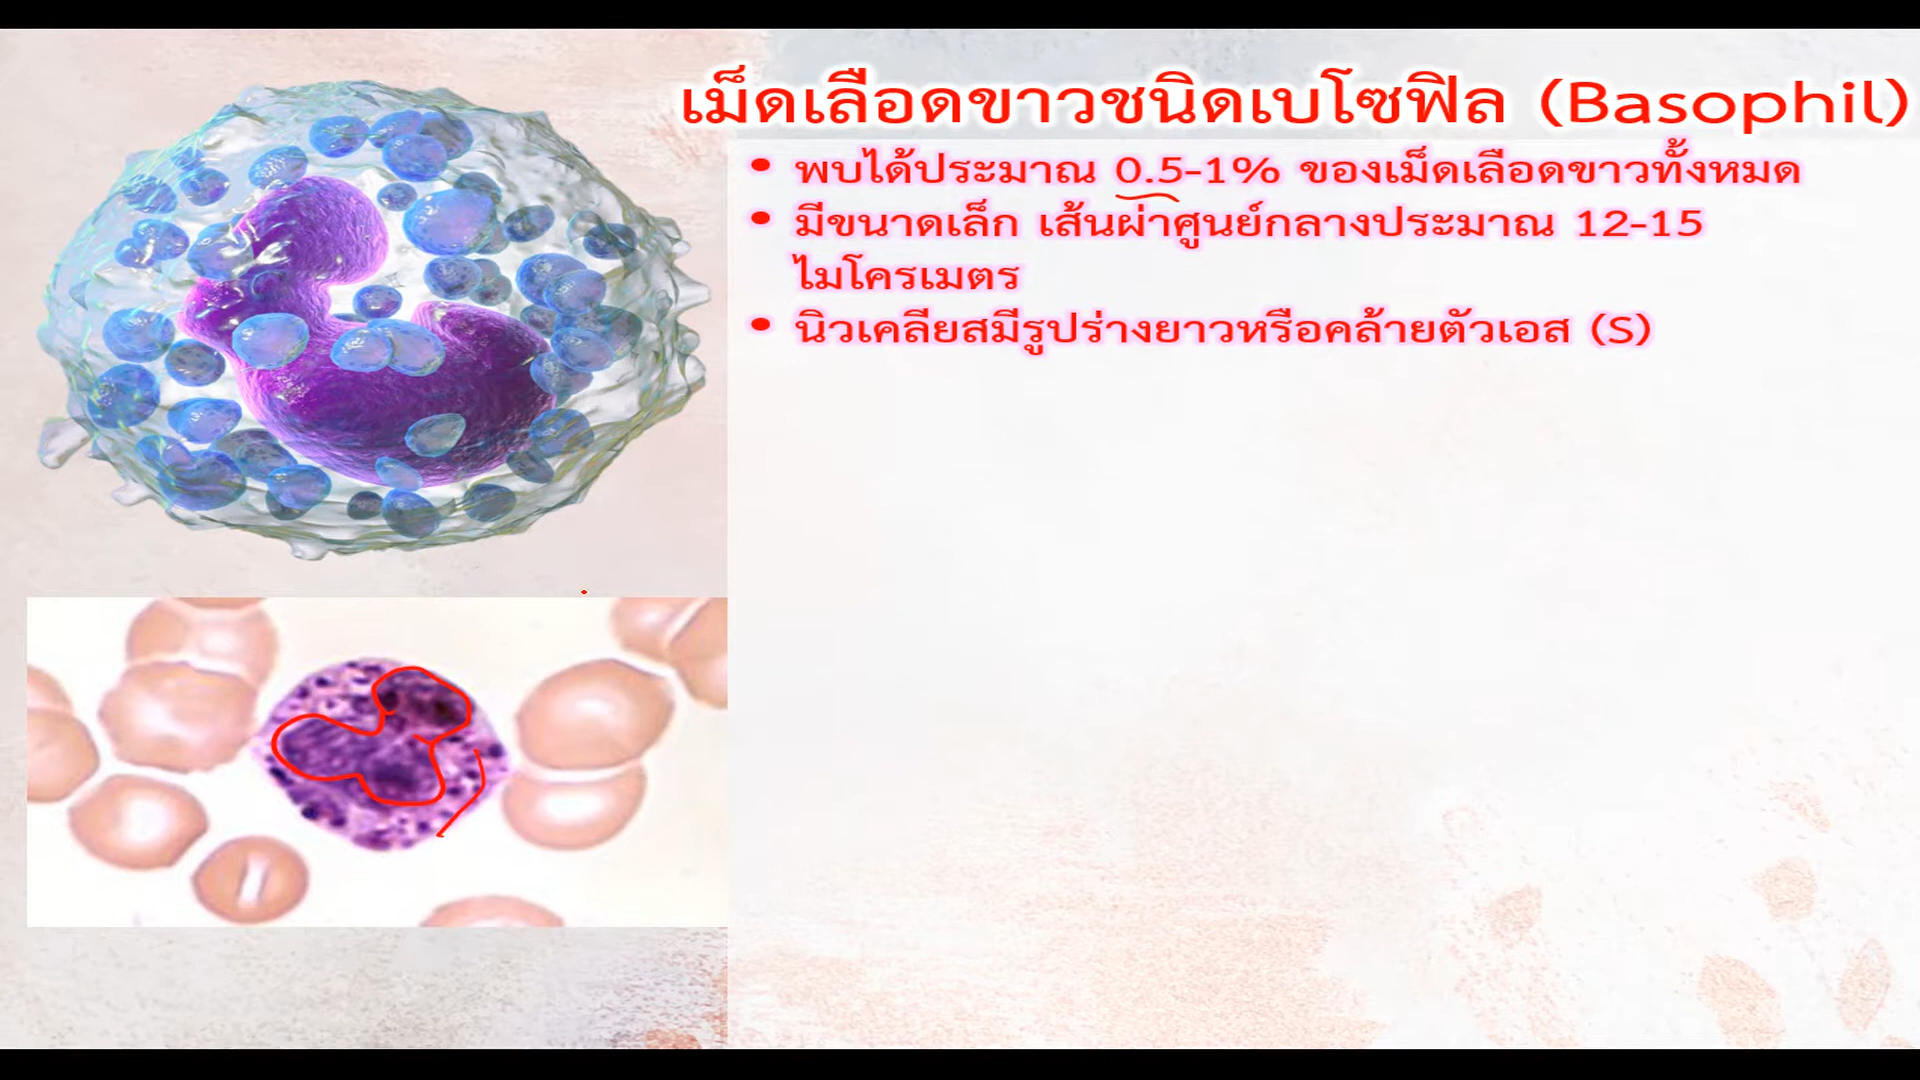 เม็ดเลือดขาวชนิดเบโซฟิล (Basophil)
• พบได้ประมาณ 0.5-1% ของเม็ดเลือดขาวทั้งหมด
• มีขนาดเล็ก เส้นผ่าศูนย์กลางประมาณ 12-15
ไมโครเมตร
• นิวเคลียสมีรูปร่างยาวหรือคล้ายตัวเอส (S)